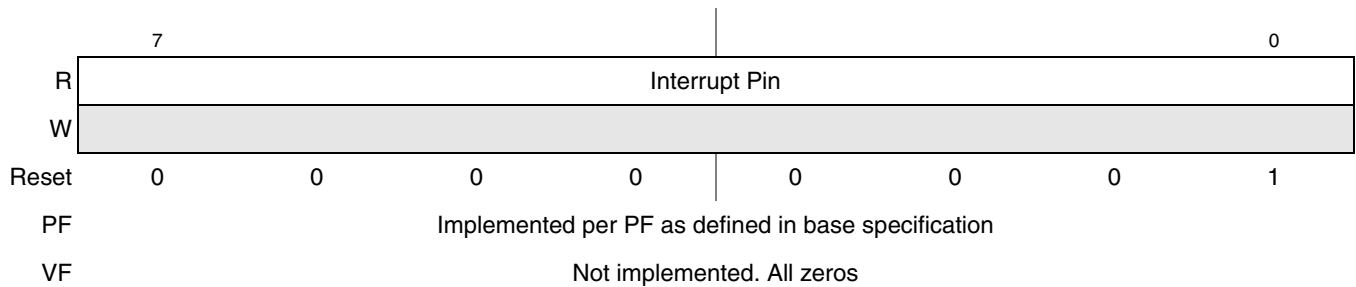 7 0
R Interrupt Pin
W
Reset 0 0 0 0 0 0 0 1
PF Implemented per PF as defined in base specification
VF Not implemented. All zeros